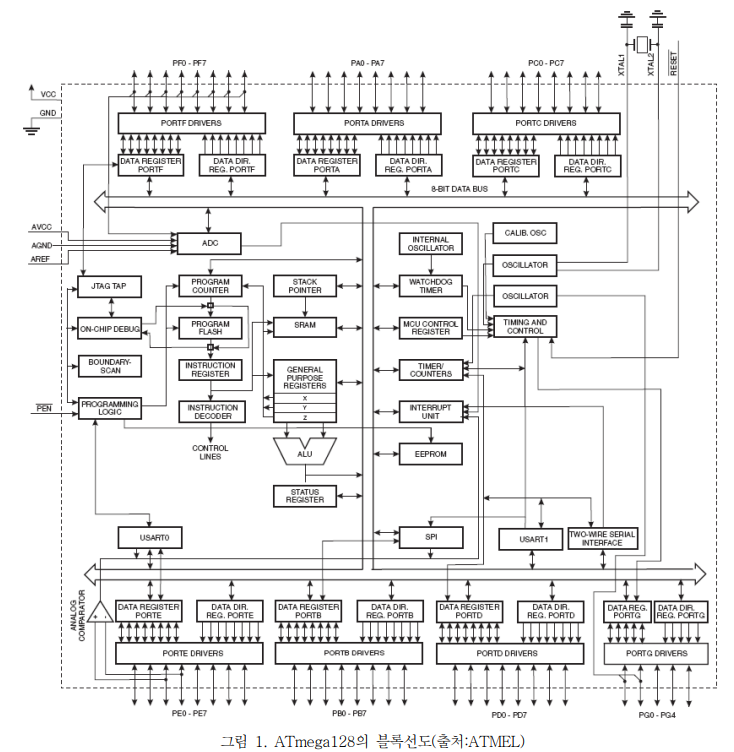 PF0 - PF7
PA0 - PA7
PC0 - PC7
XTAL1
XTAL2
RESET
VCC
GND
PORTF DRIVERS
PORTA DRIVERS
PORTC DRIVERS
DATA REGISTER
PORTF
DATA DIR.
REG. PORTF
DATA REGISTER
PORTA
DATA DIR.
REG. PORTA
DATA REGISTER
PORTC
DATA DIR.
REG. PORTC
8-BIT DATA BUS
AVCC
AGND
AREF
ADC
INTERNAL
OSCILLATOR
CALIB. OSC
OSCILLATOR
JTAG TAP
PROGRAM
COUNTER
STACK
POINTER
WATCHDOG
TIMER
OSCILLATOR
ON-CHIP DEBUG
PROGRAM
FLASH
SRAM
MCU CONTROL
REGISTER
TIMING AND
CONTROL
BOUNDARY-
SCAN
INSTRUCTION
REGISTER
GENERAL
PURPOSE
REGISTERS
X
Y
Z
TIMER/
COUNTERS
PEN
PROGRAMMING
LOGIC
INSTRUCTION
DECODER
INTERRUPT
UNIT
CONTROL
LINES
ALU
EEPROM
STATUS
REGISTER
USART0
SPI
USART1
TWO-WIRE SERIAL
INTERFACE
ANALOG
COMPARATOR
+
-
DATA REGISTER
PORTE
DATA DIR.
REG. PORTE
DATA REGISTER
PORTB
DATA DIR.
REG. PORTB
DATA REGISTER
PORTD
DATA DIR.
REG. PORTD
DATA REG.
PORTG
DATA DIR.
REG. PORTG
PORTE DRIVERS
PORTB DRIVERS
PORTD DRIVERS
PORTG DRIVERS
PE0 - PE7
PB0 - PB7
PD0 - PD7
PG0 - PG4
그림 1. ATmega128의 블록선도(출처:ATMEL)